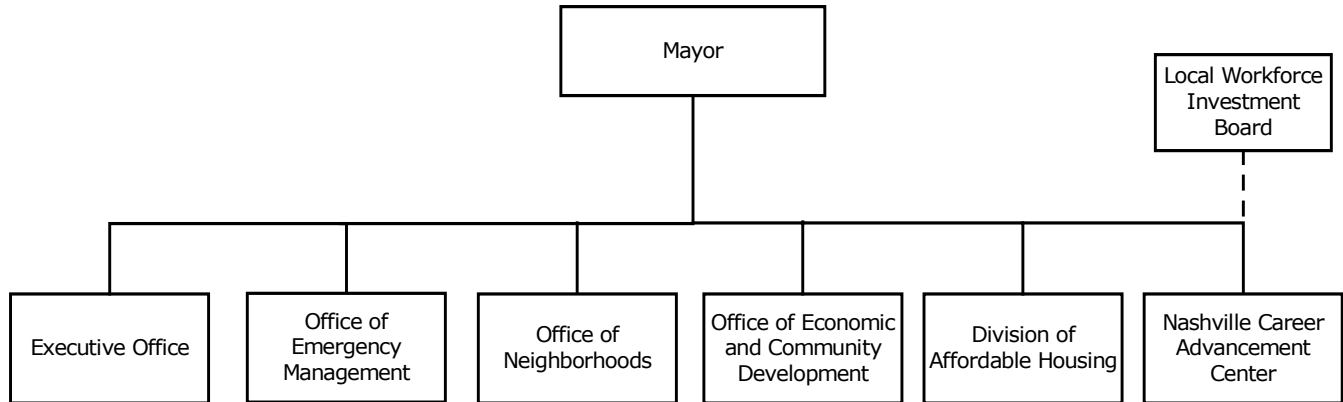 Mayor
Local Workforce
Investment
Board
Executive Office
Office of
Emergency
Management
Office of
Neighborhoods
Office of Economic
and Community
Development
Division of
Affordable Housing
Nashville Career
Advancement
Center